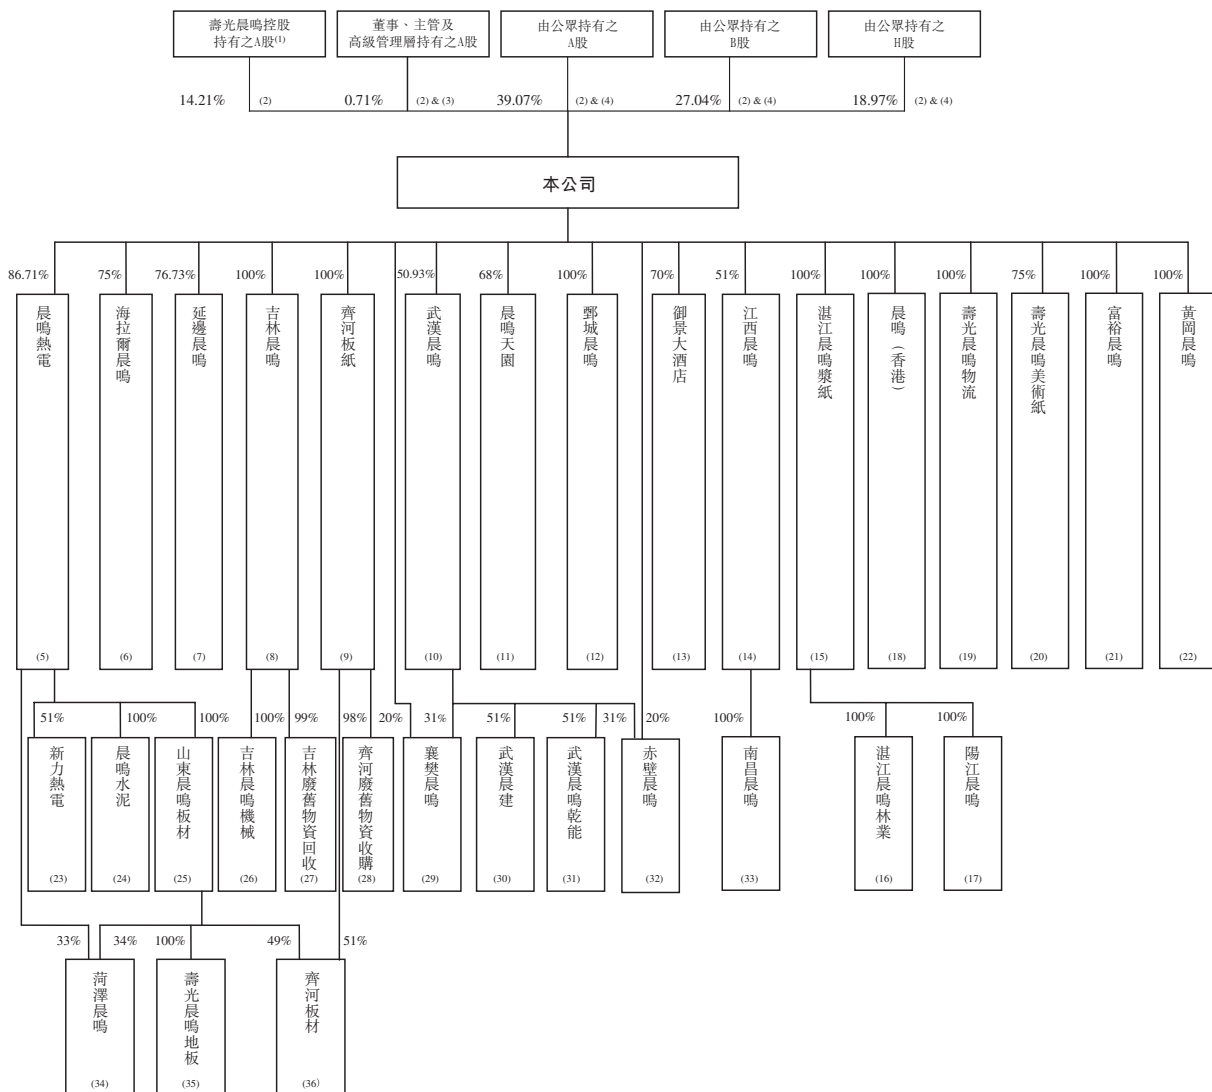 壽光晨鳴控股
持有之A股(1)
董事、主管及
高級管理層持有之A股
由公眾持有之
A股
由公眾持有之
B股
由公眾持有之
H股
14.21% (2)
0.71% (2) & (3)
39.07% (2) & (4)
27.04% (2) & (4)
18.97% (2) & (4)
本公司
86.71%
75%
76.73%
100%
100%
50.93%
68%
100%
70%
51%
100%
100%
100%
75%
100%
100%
晨鳴熱電
海拉爾晨鳴
延邊晨鳴
吉林晨鳴
齊河板紙
武漢晨鳴
晨鳴天園
鄄城晨鳴
御景大酒店
江西晨鳴
湛江晨鳴漿紙
晨鳴（香港）
壽光晨鳴物流
壽光晨鳴美術紙
富裕晨鳴
黃岡晨鳴
(5)
(6)
(7)
(8)
(9)
(10)
(11)
(12)
(13)
(14)
(15)
(18)
(19)
(20)
(21)
(22)
51%
100%
100%
100%
99%
98%
20%
31%
51%
51%
31%
20%
100%
100%
100%
新力熱電
晨鳴水泥
山東晨鳴板材
吉林晨鳴機械
吉林廢舊物資回收
齊河廢舊物資收購
襄樊晨鳴
武漢晨建
武漢晨鳴乾能
赤壁晨鳴
南昌晨鳴
湛江晨鳴林業
陽江晨鳴
(23)
(24)
(25)
(26)
(27)
(28)
(29)
(30)
(31)
(32)
(33)
(16)
(17)
33%
34%
100%
49%
51%
菏澤晨鳴
壽光晨鳴地板
齊河板材
(34)
(35)
(36)